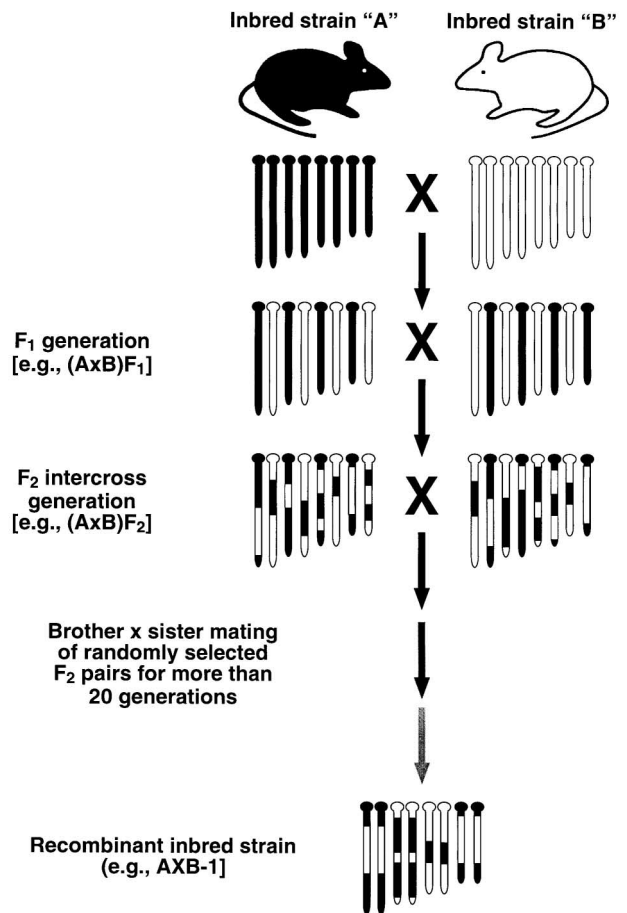 Inbred strain “A”
Inbred strain “B”
X
F₁ generation
[e.g., (AxB)F₁]
X
F₂ intercross
generation
[e.g., (AxB)F₂]
X
Brother x sister mating
of randomly selected
F₂ pairs for more than
20 generations
Recombinant inbred strain
(e.g., AXB-1]